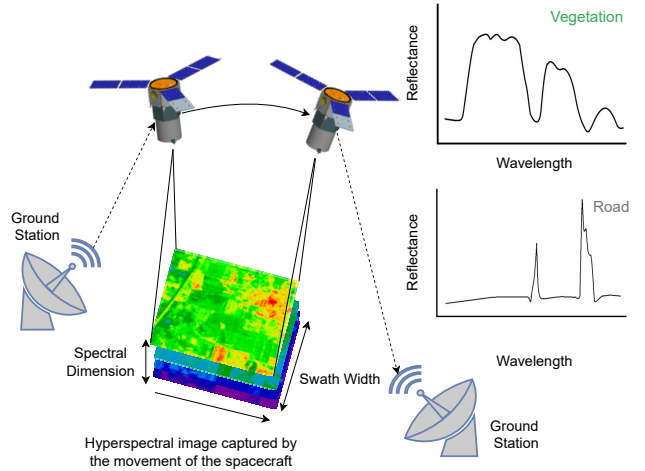 Vegetation
Reflectance
Wavelength
Ground
Station
Road
Reflectance
Spectral
Dimension
Swath Width
Wavelength
Ground
Station
Hyperspectral image captured by
the movement of the spacecraft